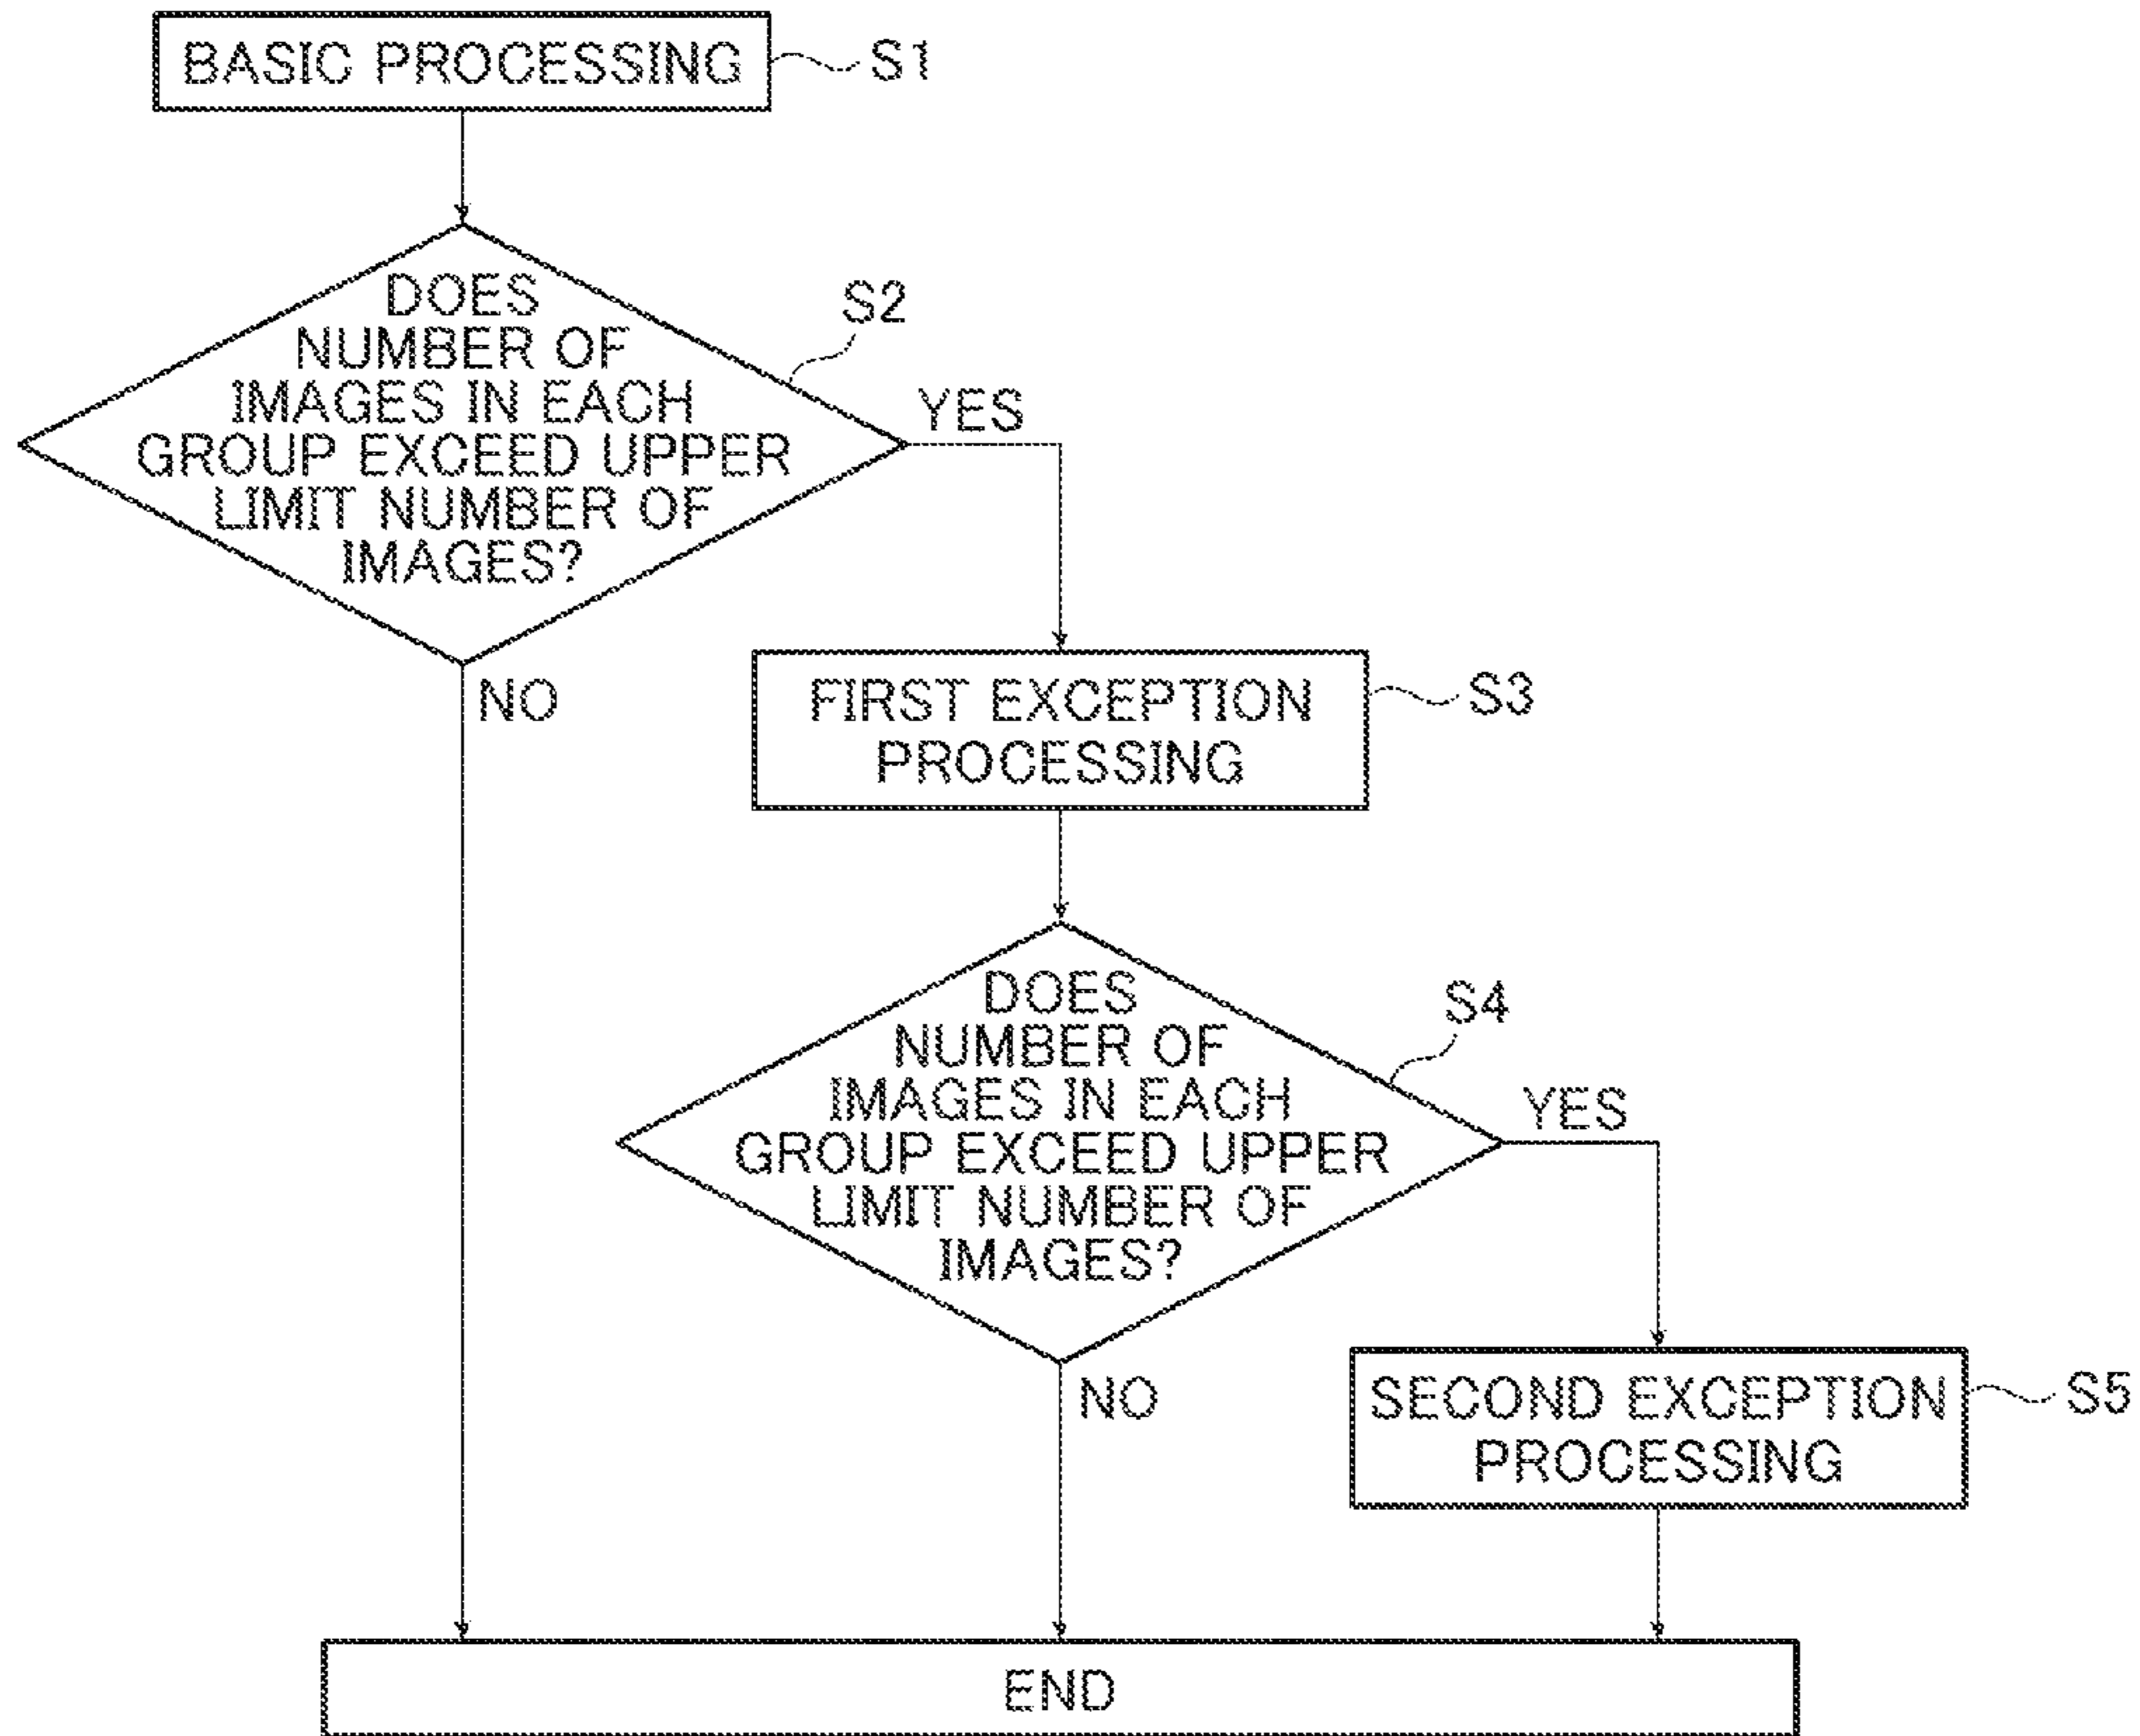 BASIC PROCESSING
S1
DOES
NUMBER OF
IMAGES IN EACH
GROUP EXCEED UPPER
LIMIT NUMBER OF
IMAGES?
S2
YES
NO
FIRST EXCEPTION
PROCESSING
S3
DOES
NUMBER OF
IMAGES IN EACH
GROUP EXCEED UPPER
LIMIT NUMBER OF
IMAGES?
S4
YES
NO
SECOND EXCEPTION
PROCESSING
S5
END